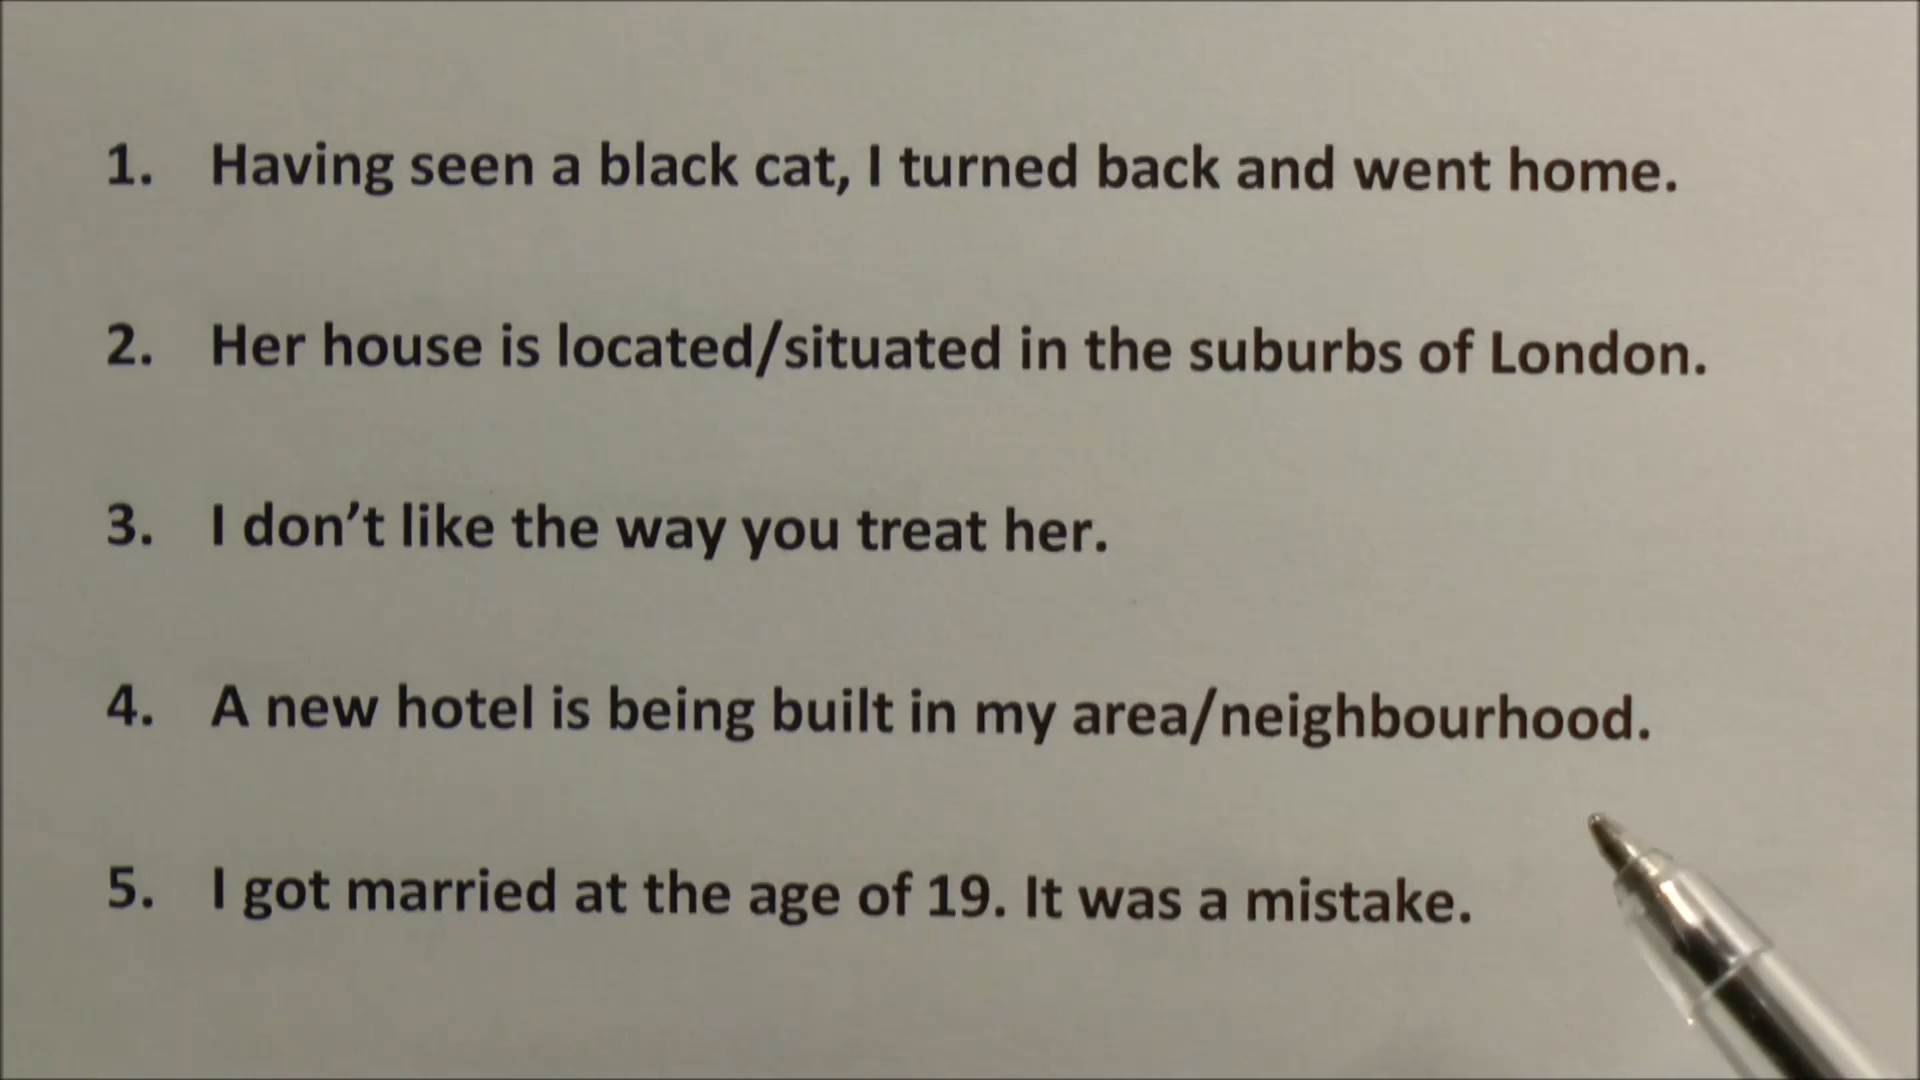 1. Having seen a black cat, I turned back and went home.
2. Her house is located/situated in the suburbs of London.
3. I don’t like the way you treat her.
4. A new hotel is being built in my area/neighbourhood.
5. I got married at the age of 19. It was a mistake.